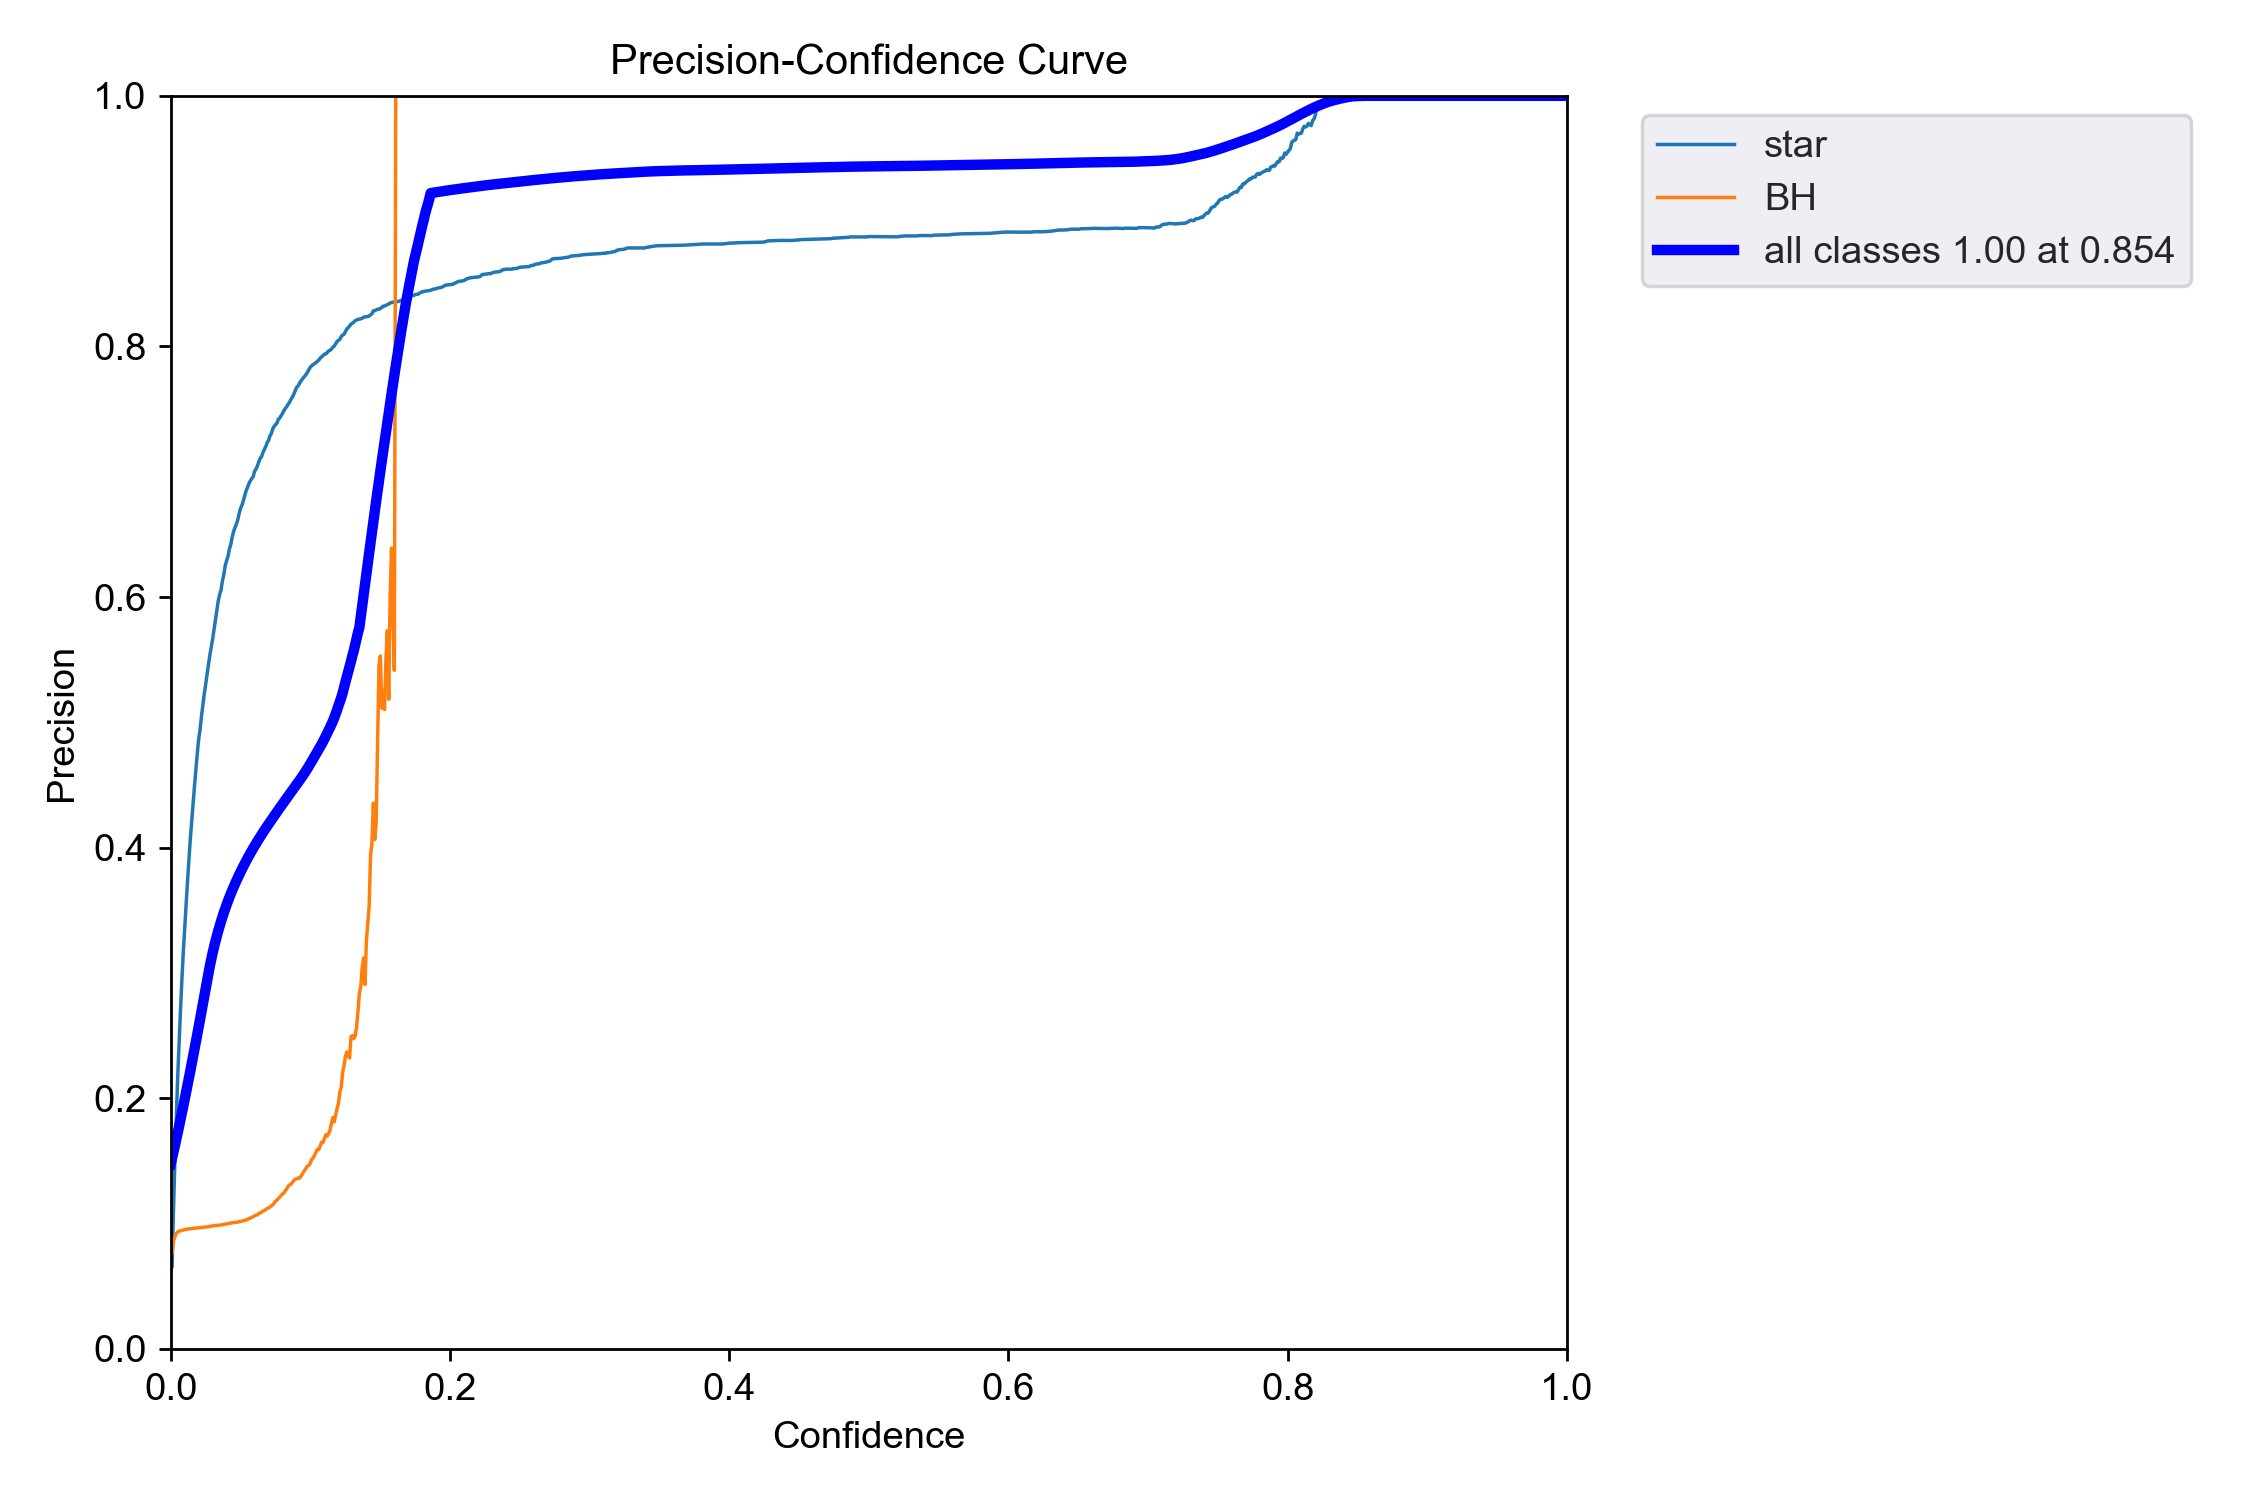 Precision-Confidence Curve
1.0
0.8
0.6
0.4
0.2
0.0
Precision
0.0 0.2 0.4 0.6 0.8 1.0
Confidence
star
BH
all classes 1.00 at 0.854